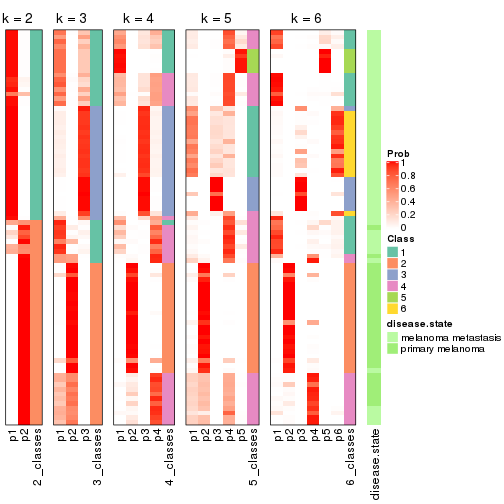 k = 2 k = 3 k = 4 k = 5 k = 6
Prob
1
0.8
0.6
0.4
0.2
0
Class
1
2
3
4
5
6
disease.state
melanoma metastasis
primary melanoma
p1 p2 2_classes p1 p2 p3 3_classes p1 p2 p3 p4 4_classes p1 p2 p3 p4 p5 5_classes p1 p2 p3 p4 p5 p6 6_classes disease.state